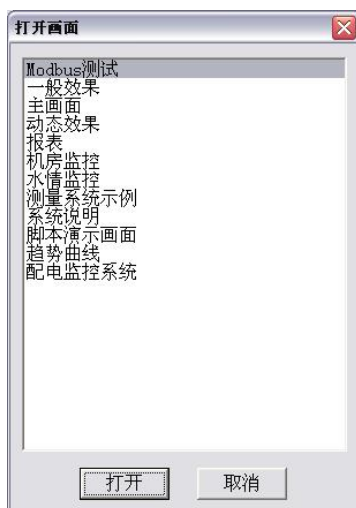 打开画面
Modbus测试
一般效果
主画面
动态效果
报表
机房监控
水情监控
测量系统示例
系统说明
脚本演示画面
趋势曲线
配电监控系统
打开 取消